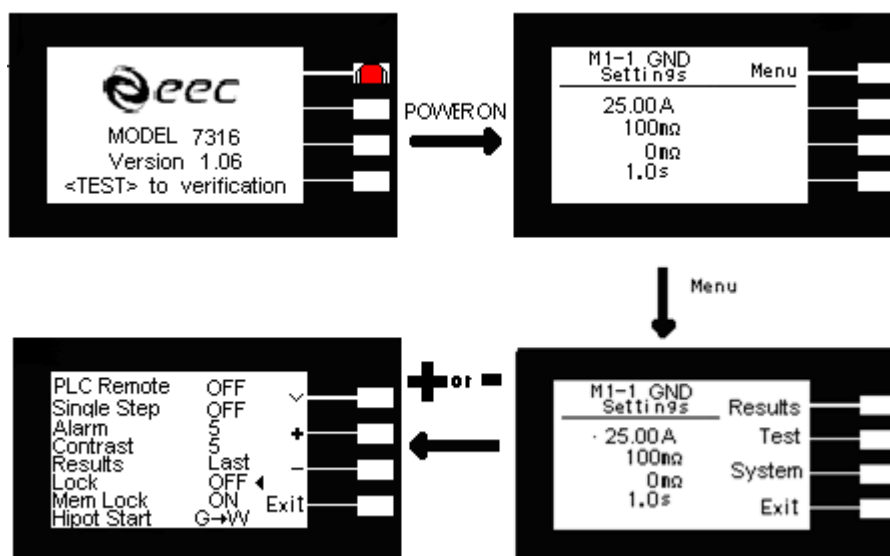 eec
MODEL 7316
Version 1.06
<TEST> to verification
POWER ON
M1-1 GND
Settings Menu
25.00A
100mΩ
0mΩ
1.0s
Menu
M1-1 GND
Settings Results
25.00A Test
100mΩ
0mΩ System
1.0s Exit
+ or -
PLC Remote OFF
Single Step OFF
Alarm 5 +
Contrast 5
Results Last -
Lock OFF
Mem Lock ON Exit
Hipot Start G→W